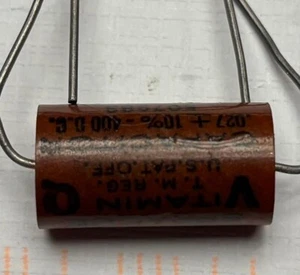 VITAMIN Q
T. M. REG.
U.S. PAT. OFF.
.027 ± 10% - 400 D.C.